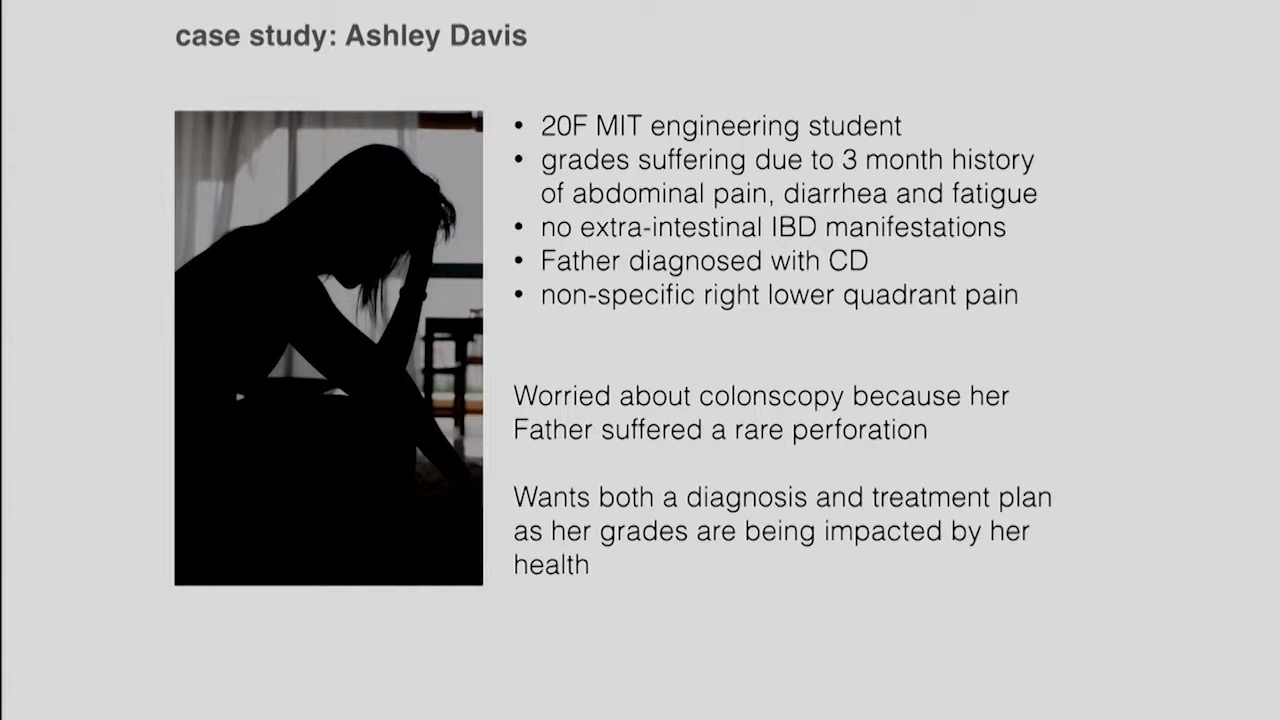 case study: Ashley Davis
• 20F MIT engineering student
• grades suffering due to 3 month history
of abdominal pain, diarrhea and fatigue
• no extra-intestinal IBD manifestations
• Father diagnosed with CD
• non-specific right lower quadrant pain
Worried about colonscopy because her
Father suffered a rare perforation
Wants both a diagnosis and treatment plan
as her grades are being impacted by her
health